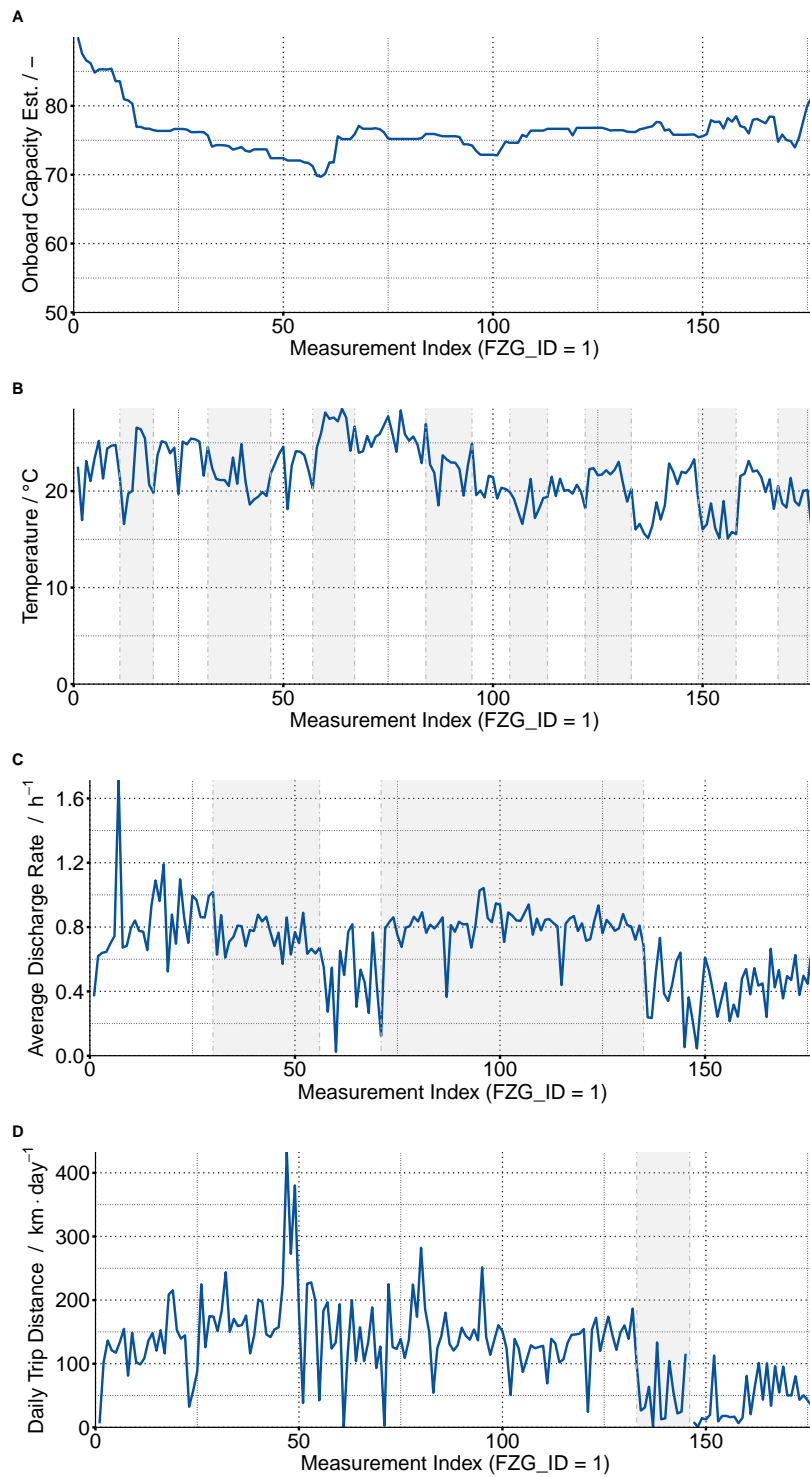 A
Onboard Capacity Est. / –
80
70
60
50
0
50
100
150
Measurement Index (FZG_ID = 1)
B
Temperature / °C
20
10
0
0
50
100
150
Measurement Index (FZG_ID = 1)
C
Average Discharge Rate / h⁻¹
1.6
1.2
0.8
0.4
0.0
0
50
100
150
Measurement Index (FZG_ID = 1)
D
Daily Trip Distance / km · day⁻¹
400
300
200
100
0
0
50
100
150
Measurement Index (FZG_ID = 1)